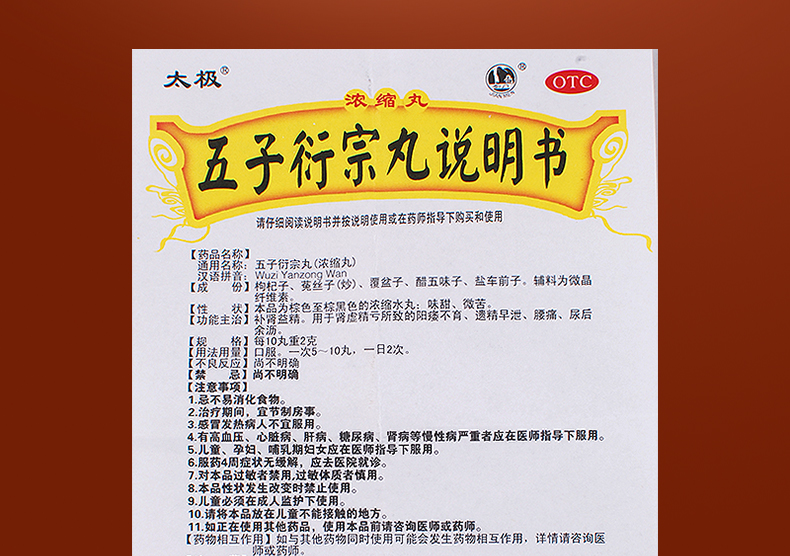 太极®
®
JIAN MEN
OTC
浓缩丸
五子衍宗丸说明书
请仔细阅读说明书并按说明使用或在药师指导下购买和使用
【药品名称】
通用名称：五子衍宗丸(浓缩丸)
汉语拼音：Wuzi Yanzong Wan
【成　　份】枸杞子、菟丝子(炒)、覆盆子、醋五味子、盐车前子。辅料为微晶
纤维素。
【性　　状】本品为棕色至棕黑色的浓缩水丸；味甜、微苦。
【功能主治】补肾益精。用于肾虚精亏所致的阳痿不育、遗精早泄、腰痛、尿后
余沥。
【规　　格】每10丸重2克
【用法用量】口服。一次5～10丸，一日2次。
【不良反应】尚不明确
【禁　　忌】尚不明确
【注意事项】
1.忌不易消化食物。
2.治疗期间，宜节制房事。
3.感冒发热病人不宜服用。
4.有高血压、心脏病、肝病、糖尿病、肾病等慢性病严重者应在医师指导下服用。
5.儿童、孕妇、哺乳期妇女应在医师指导下服用。
6.服药4周症状无缓解，应去医院就诊。
7.对本品过敏者禁用,过敏体质者慎用。
8.本品性状发生改变时禁止使用。
9.儿童必须在成人监护下使用。
10.请将本品放在儿童不能接触的地方。
11.如正在使用其他药品，使用本品前请咨询医师或药师。
【药物相互作用】如与其他药物同时使用可能会发生药物相互作用，详情请咨询医
师或药师。